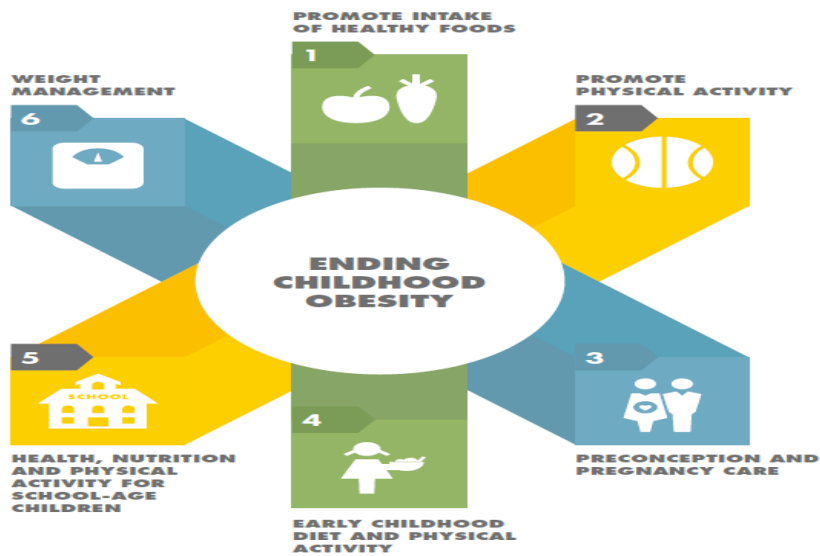 PROMOTE INTAKE
OF HEALTHY FOODS
1
PROMOTE
PHYSICAL ACTIVITY
2
PRECONCEPTION AND
PREGNANCY CARE
3
EARLY CHILDHOOD
DIET AND PHYSICAL
ACTIVITY
4
HEALTH, NUTRITION
AND PHYSICAL
ACTIVITY FOR
SCHOOL-AGE
CHILDREN
5
SCHOOL
WEIGHT
MANAGEMENT
6
ENDING
CHILDHOOD
OBESITY